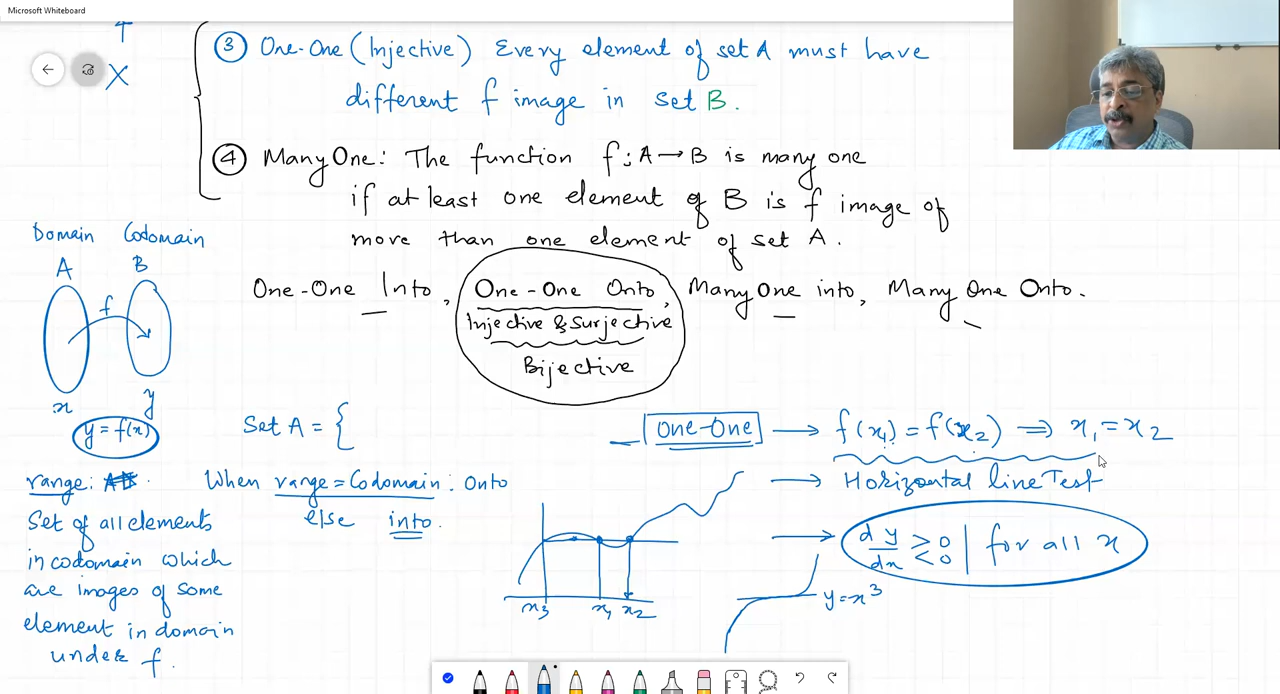 Microsoft Whiteboard
X
③ One-One (Injective) Every element of set A must have
different f image in set B.
④ Many One: The function f: A → B is many one
if at least one element of B is f image of
more than one element of set A.
One-One Into, One-One Onto, Many One into, Many One Onto.
Injective & Surjective
Bijective
Domain Codomain
A B
f
x y
y = f(x)
Set A = {
One-One → f(x₁) = f(x₂) ⇒ x₁ = x₂
→ Horizontal line Test
→ dy/dx ≥ 0 ≤ 0 | for all x
range:
Set of all elements
in codomain which
are images of some
element in domain
under f.
When range = Codomain : Onto
else into.
x₃ x₁ x₂
y = x³